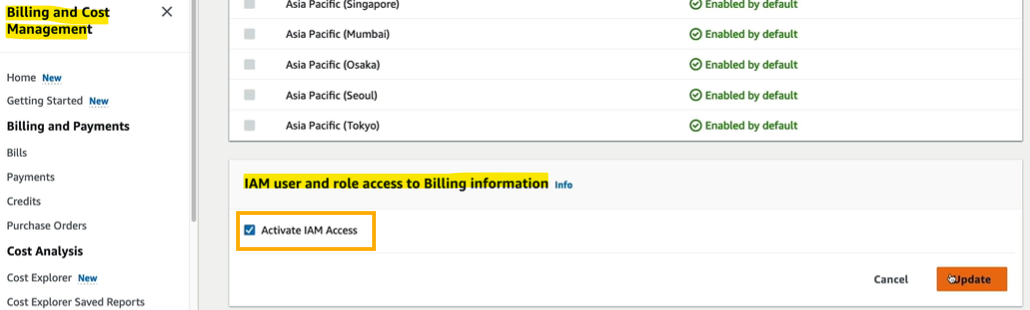 Billing and Cost
Management
Home New
Getting Started New
Billing and Payments
Bills
Payments
Credits
Purchase Orders
Cost Analysis
Cost Explorer New
Cost Explorer Saved Reports
Asia Pacific (Singapore) Enabled by default
Asia Pacific (Mumbai) Enabled by default
Asia Pacific (Osaka) Enabled by default
Asia Pacific (Seoul) Enabled by default
Asia Pacific (Tokyo) Enabled by default
IAM user and role access to Billing information Info
Activate IAM Access
Cancel Update